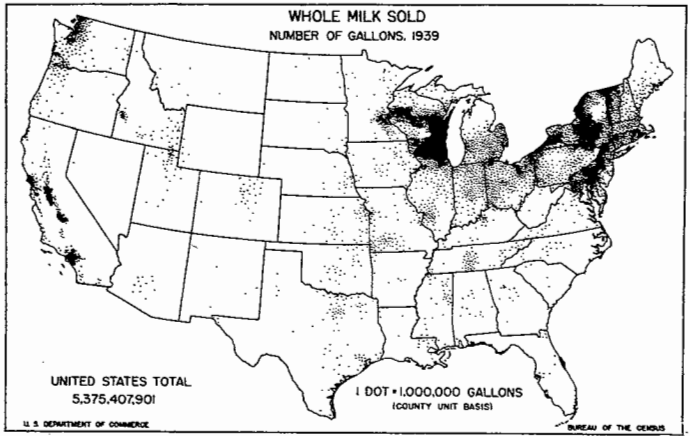 WHOLE MILK SOLD
NUMBER OF GALLONS, 1939
UNITED STATES TOTAL
5,375,407,901
1 DOT = 1,000,000 GALLONS
(COUNTY UNIT BASIS)
U. S. DEPARTMENT OF COMMERCE
BUREAU OF THE CENSUS